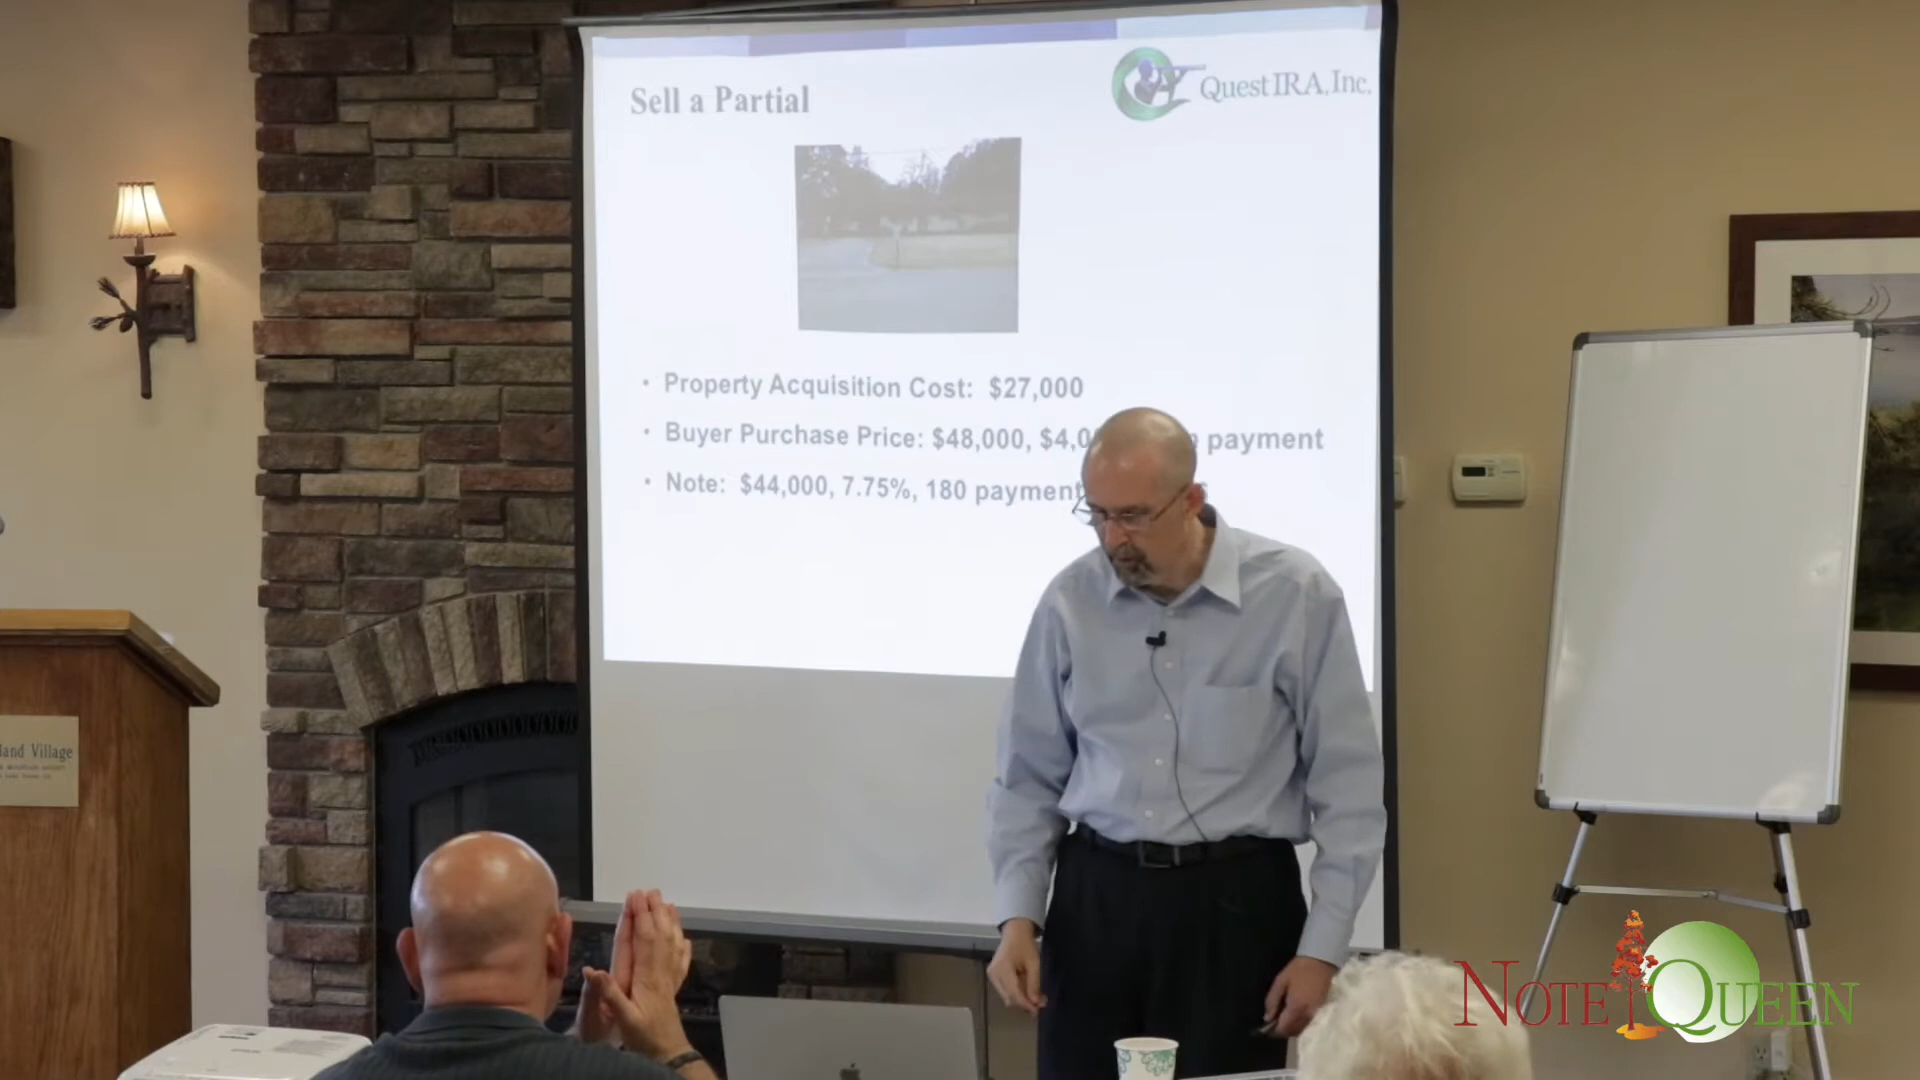 Sell a Partial
Quest IRA, Inc.
• Property Acquisition Cost: $27,000
• Buyer Purchase Price: $48,000, $4,0 payment
• Note: $44,000, 7.75%, 180 payment
land Village
NOTE QUEEN